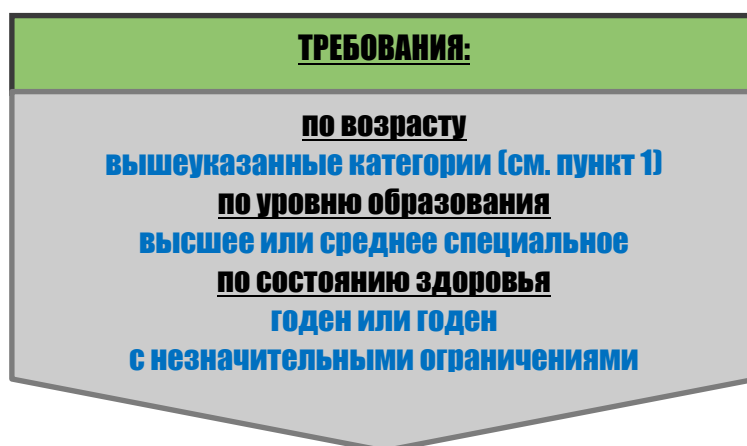 ТРЕБОВАНИЯ:
по возрасту
вышеуказанные категории (см. пункт 1)
по уровню образования
высшее или среднее специальное
по состоянию здоровья
годен или годен
с незначительными ограничениями